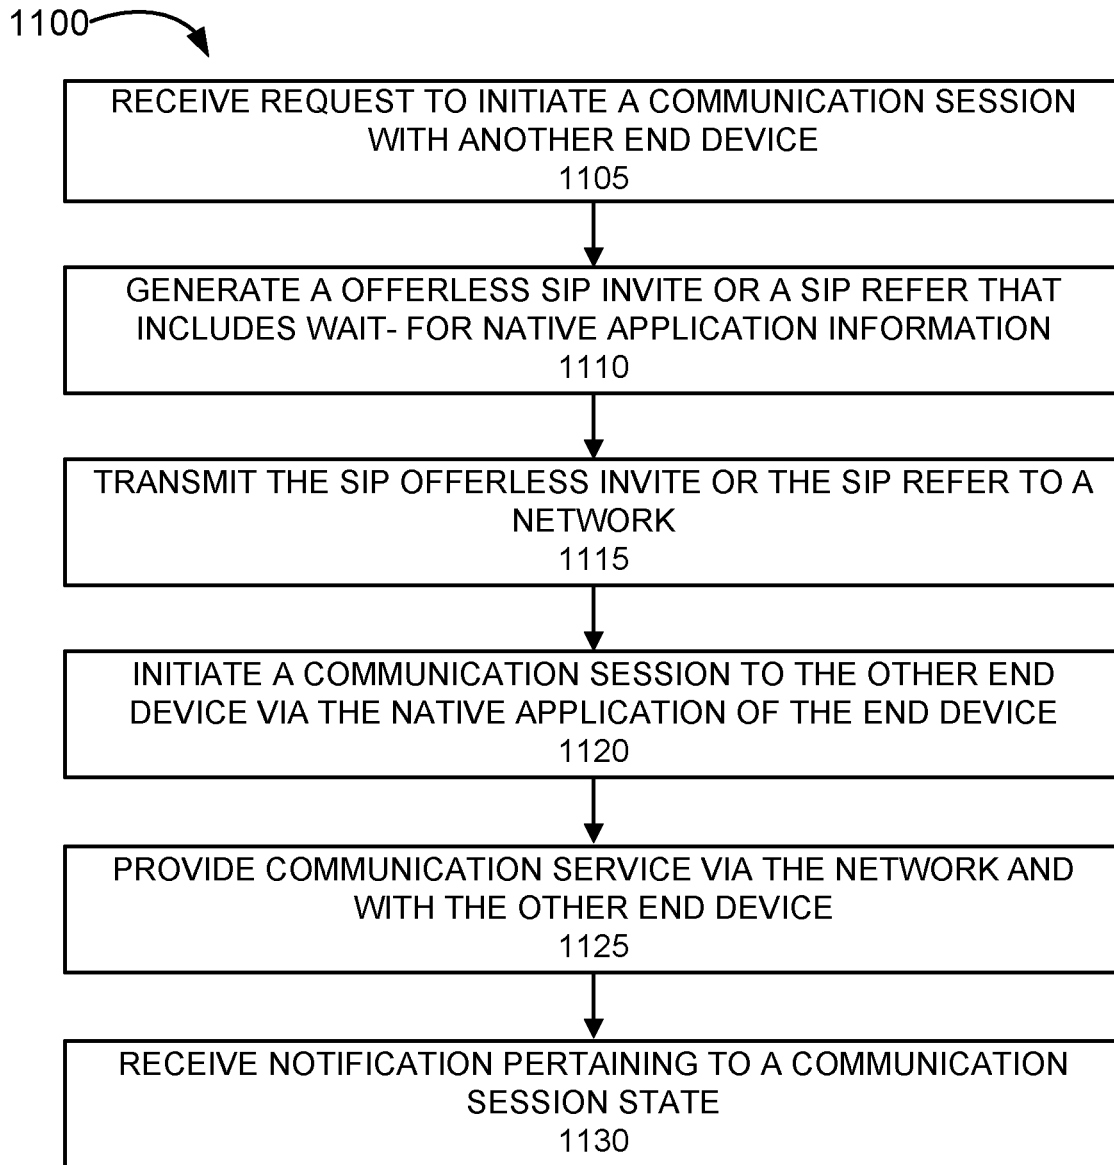 1100
RECEIVE REQUEST TO INITIATE A COMMUNICATION SESSION
WITH ANOTHER END DEVICE
1105
GENERATE A OFFERLESS SIP INVITE OR A SIP REFER THAT
INCLUDES WAIT- FOR NATIVE APPLICATION INFORMATION
1110
TRANSMIT THE SIP OFFERLESS INVITE OR THE SIP REFER TO A
NETWORK
1115
INITIATE A COMMUNICATION SESSION TO THE OTHER END
DEVICE VIA THE NATIVE APPLICATION OF THE END DEVICE
1120
PROVIDE COMMUNICATION SERVICE VIA THE NETWORK AND
WITH THE OTHER END DEVICE
1125
RECEIVE NOTIFICATION PERTAINING TO A COMMUNICATION
SESSION STATE
1130